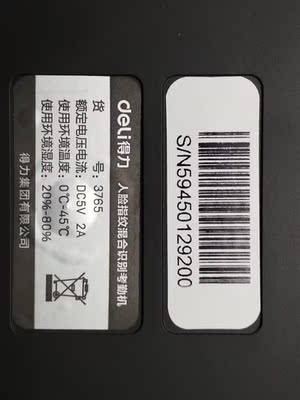 deli得力 人脸指纹混合识别考勤机
货 号: 3765
额定电压电流: DC5V 2A
使用环境温度: 0℃-45℃
使用环境湿度: 20%-80%
得力集团有限公司
S/N59450129200